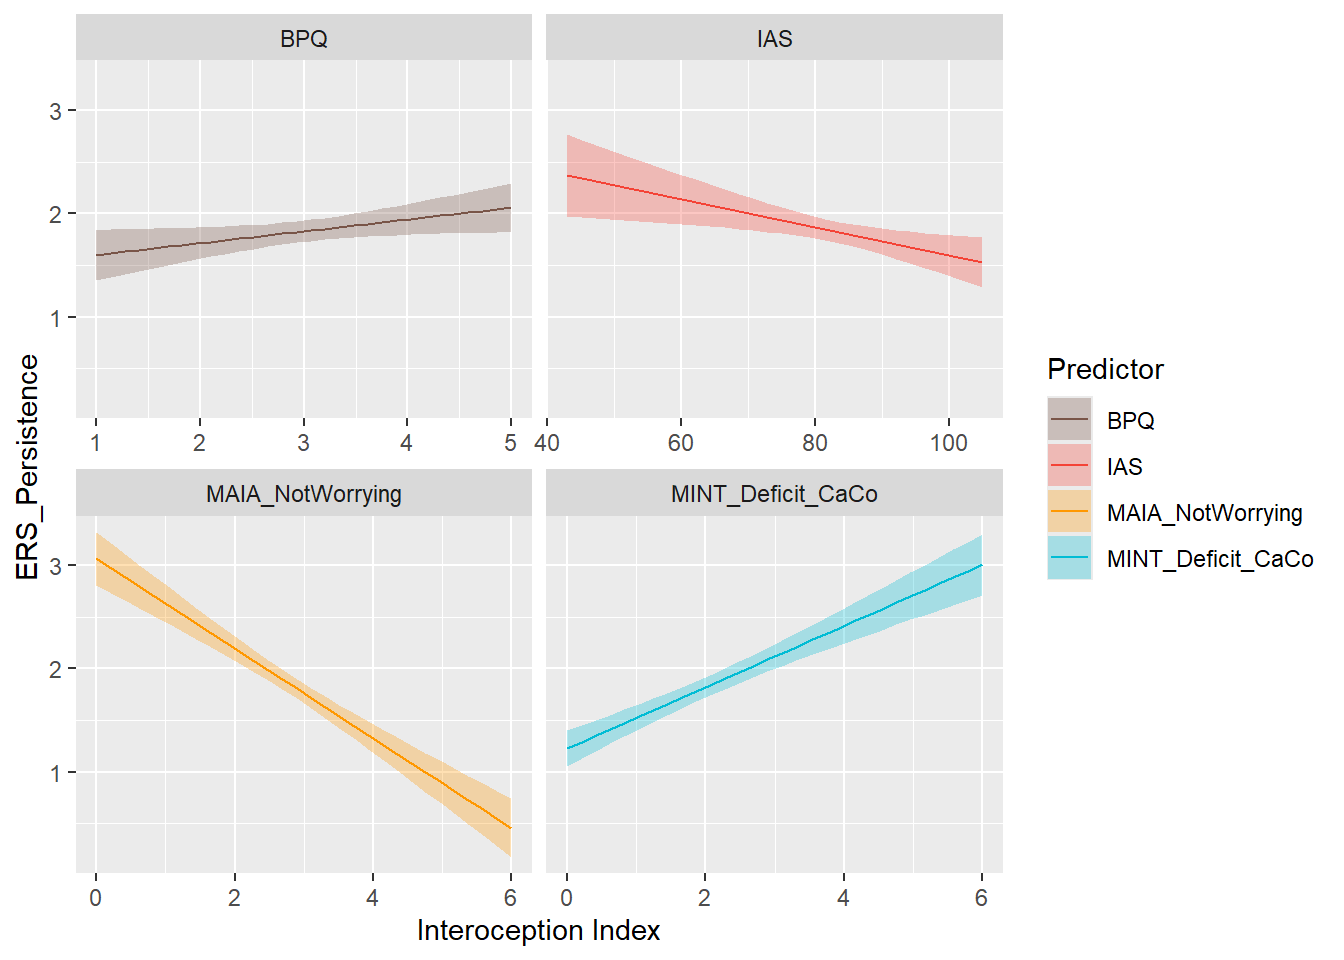 BPQ
IAS
3
2
1
1 2 3 4 5
40 60 80 100
MAIA_NotWorrying
MINT_Deficit_CaCo
3
2
1
0 2 4 6
0 2 4 6
ERS_Persistence
Interoception Index
Predictor
BPQ
IAS
MAIA_NotWorrying
MINT_Deficit_CaCo